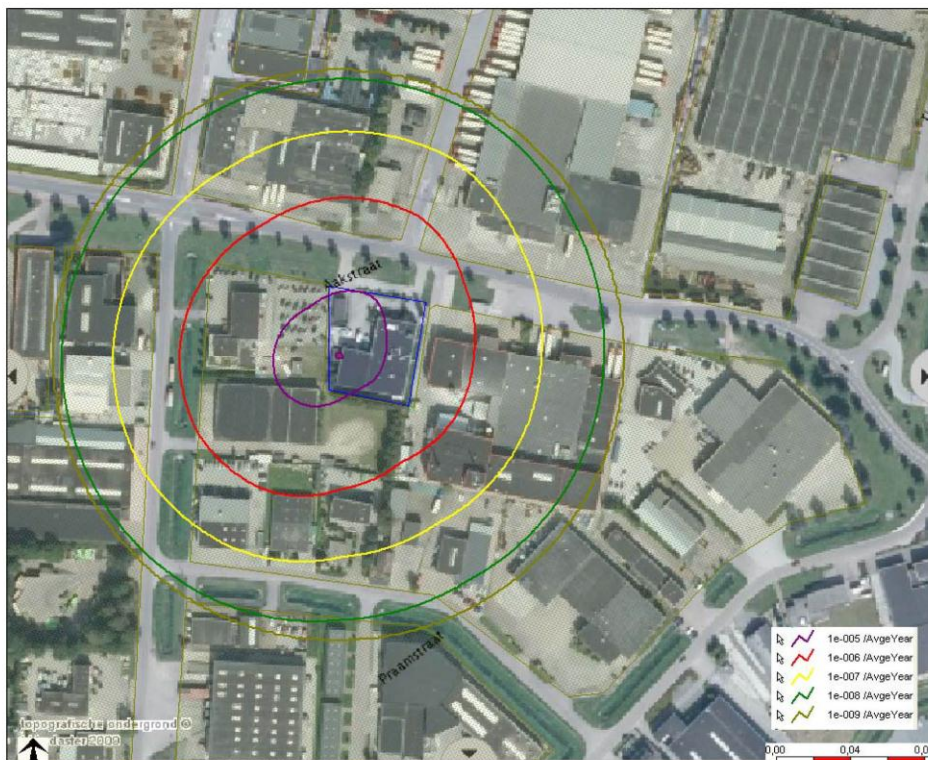 Aakstraat
Praamstraat
1e-005 /AvgeYear
1e-006 /AvgeYear
1e-007 /AvgeYear
1e-008 /AvgeYear
1e-009 /AvgeYear
topografische ondergrond ©
daster 2009
0,00 0,04